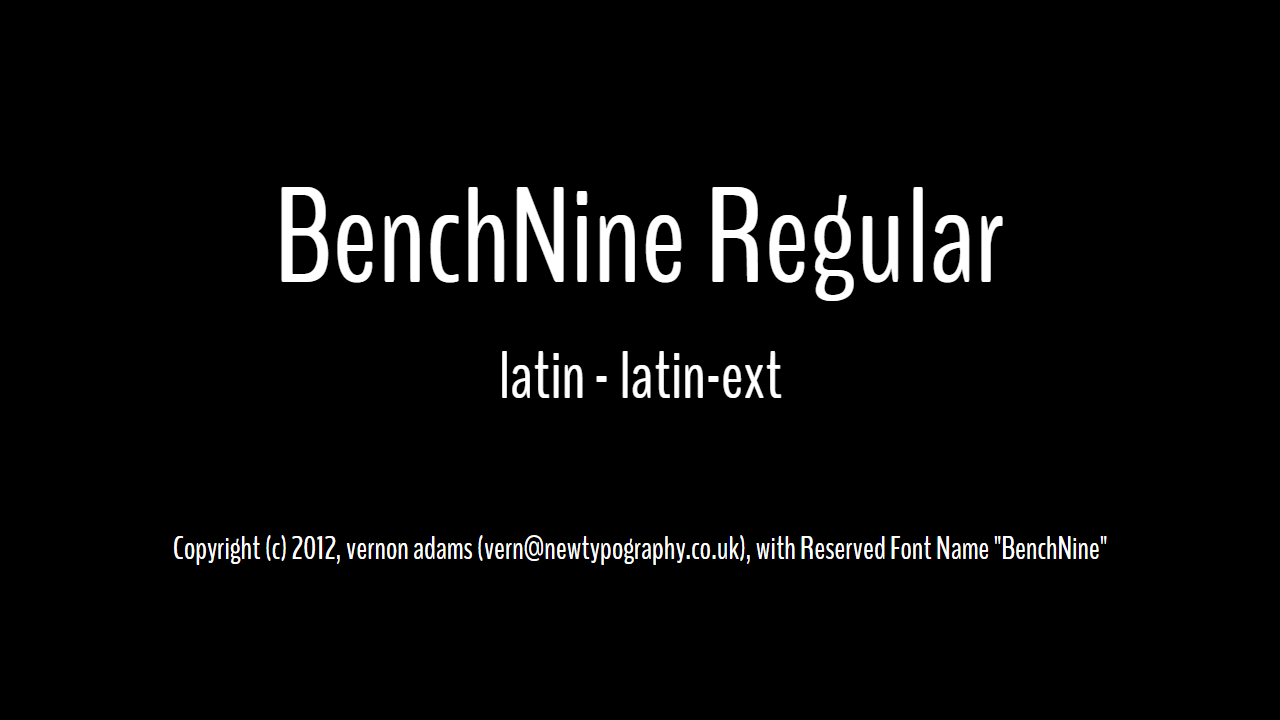 BenchNine Regular
latin - latin-ext
Copyright (c) 2012, vernon adams (vern@newtypography.co.uk), with Reserved Font Name "BenchNine"